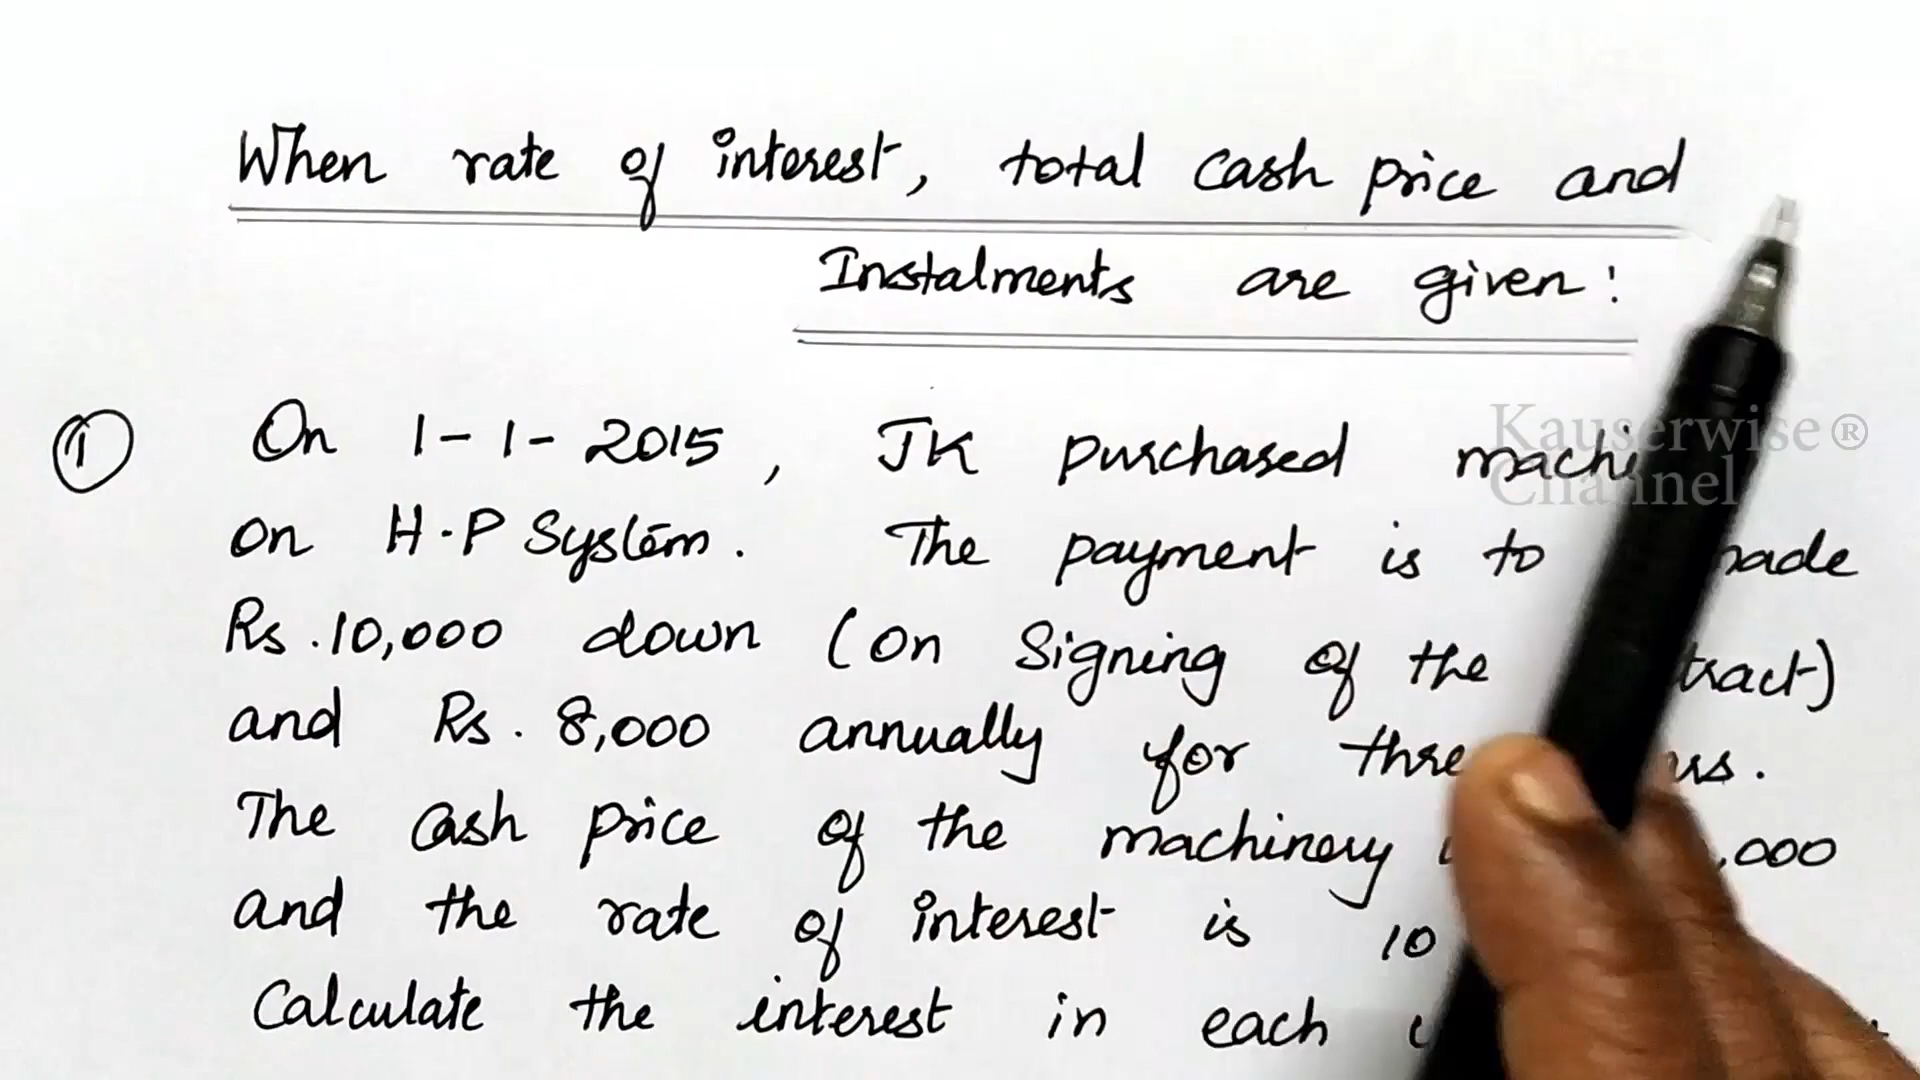 When rate of interest, total cash price and
Instalments are given:
① On 1-1-2015, JK purchased machi
on H.P System. The payment is to made
Rs.10,000 down (on Signing of the tract)
and Rs. 8,000 annually for three
The cash price of the machinery ,000
and the rate of interest is 10
Calculate the interest in each
Kauserwise®
Channel